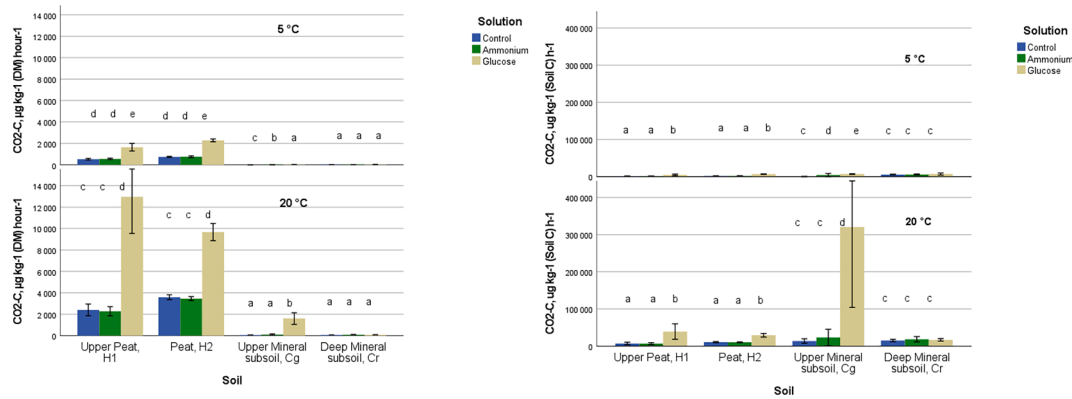 CO2-C, µg kg-1 (DM) hour-1
14 000
12 000
10 000
8 000
6 000
4 000
2 000
0
5 °C
d d e
d d e
c b a
a a a
Solution
Control
Ammonium
Glucose
CO2-C, µg kg-1 (DM) hour-1
14 000
12 000
10 000
8 000
6 000
4 000
2 000
0
20 °C
c c d
c c d
a a b
a a a
Upper Peat, H1
Peat, H2
Upper Mineral subsoil, Cg
Deep Mineral subsoil, Cr
Soil
CO2-C, ug kg-1 (Soil C) h-1
400 000
300 000
200 000
100 000
0
5 °C
a a b
a a b
c d e
c c c
Solution
Control
Ammonium
Glucose
CO2-C, ug kg-1 (Soil C) h-1
400 000
300 000
200 000
100 000
0
20 °C
a a b
a a b
c c d
c c c
Upper Peat, H1
Peat, H2
Upper Mineral subsoil, Cg
Deep Mineral subsoil, Cr
Soil